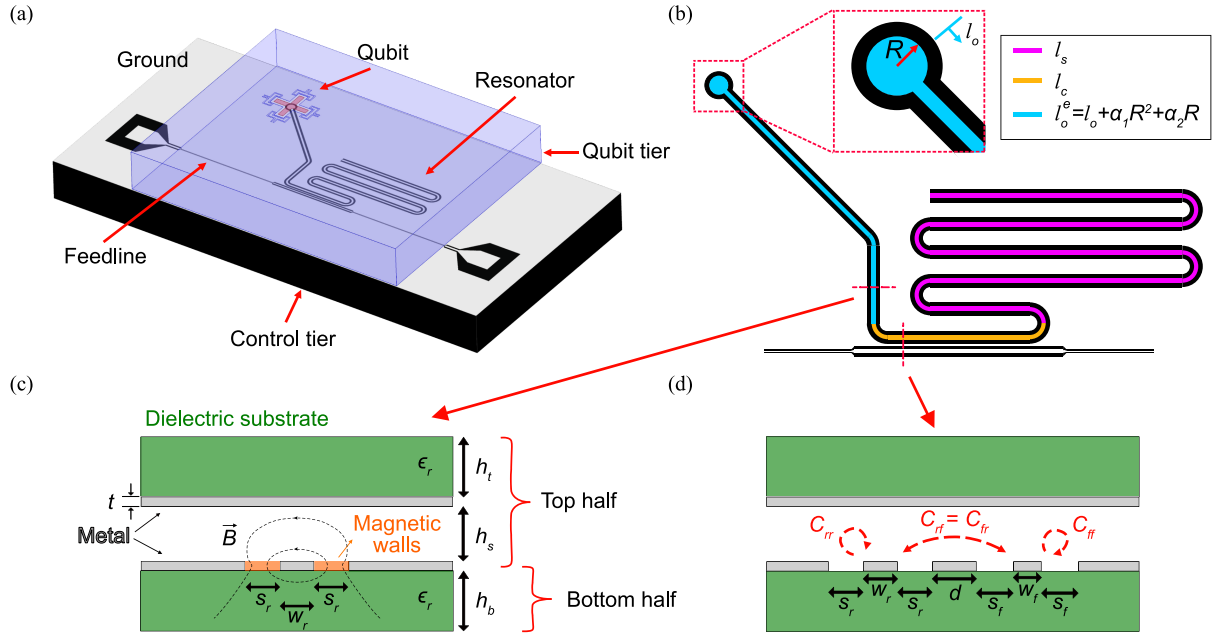 (a)
Ground
Qubit
Resonator
Qubit tier
Feedline
Control tier
(b)
R
l_o
l_s
l_c
l_o^e=l_o+α_1R^2+α_2R
(c)
Dielectric substrate
ϵ_r
h_t
t
Top half
Metal
B⃗
Magnetic
walls
h_s
s_r
w_r
s_r
ϵ_r
h_b
Bottom half
(d)
C_rr
C_rf = C_fr
C_ff
s_r
w_r
s_r
d
s_f
w_f
s_f